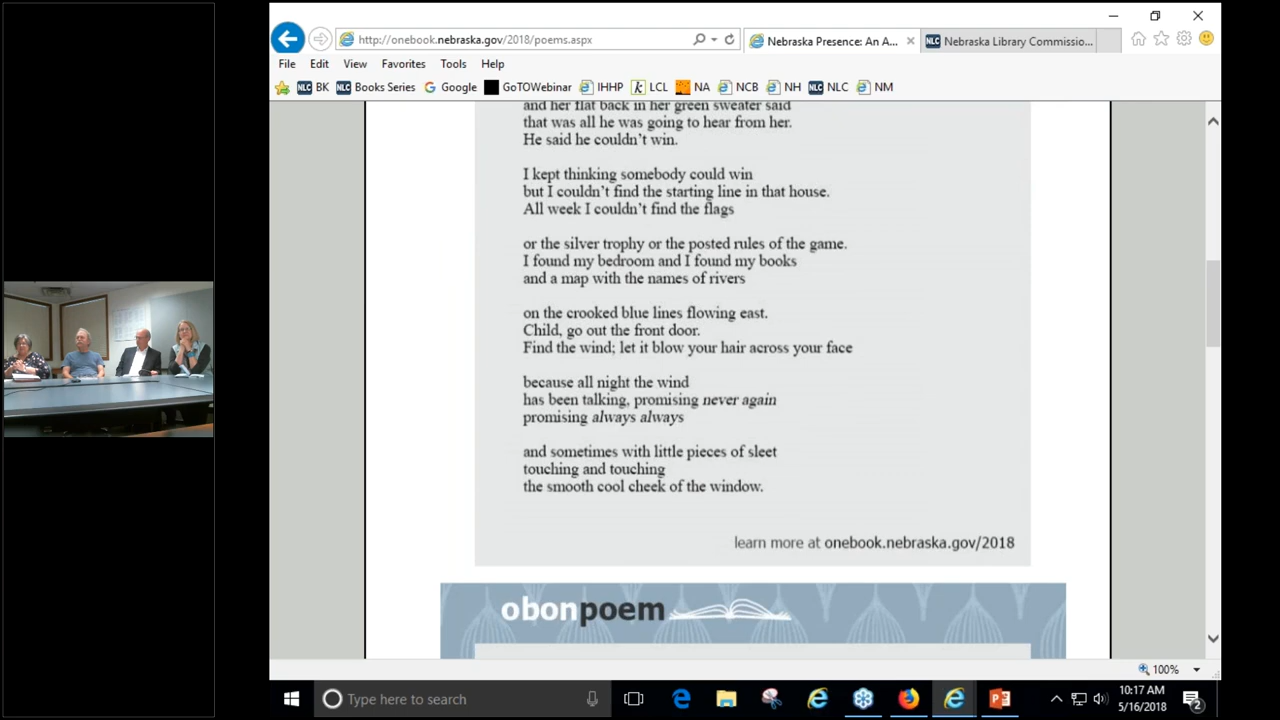 http://onebook.nebraska.gov/2018/poems.aspx
Nebraska Presence: An A...
Nebraska Library Commissio...
File Edit View Favorites Tools Help
BK Books Series Google GoTOWebinar IHHP LCL NA NCB NH NLC NM
and her flat back in her green sweater said
that was all he was going to hear from her.
He said he couldn't win.
I kept thinking somebody could win
but I couldn't find the starting line in that house.
All week I couldn't find the flags
or the silver trophy or the posted rules of the game.
I found my bedroom and I found my books
and a map with the names of rivers
on the crooked blue lines flowing east.
Child, go out the front door.
Find the wind; let it blow your hair across your face
because all night the wind
has been talking, promising never again
promising always always
and sometimes with little pieces of sleet
touching and touching
the smooth cool cheek of the window.
learn more at onebook.nebraska.gov/2018
obonpoem
100%
Type here to search
10:17 AM
5/16/2018
2